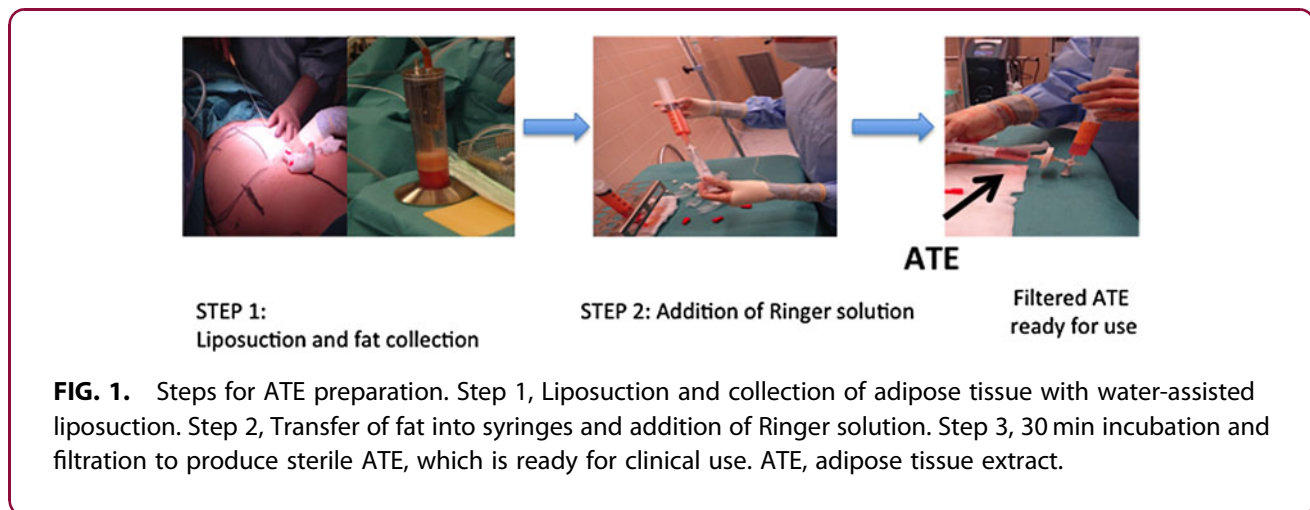 ATE
STEP 1:
Liposuction and fat collection
STEP 2: Addition of Ringer solution
Filtered ATE
ready for use
FIG. 1. Steps for ATE preparation. Step 1, Liposuction and collection of adipose tissue with water-assisted
liposuction. Step 2, Transfer of fat into syringes and addition of Ringer solution. Step 3, 30 min incubation and
filtration to produce sterile ATE, which is ready for clinical use. ATE, adipose tissue extract.